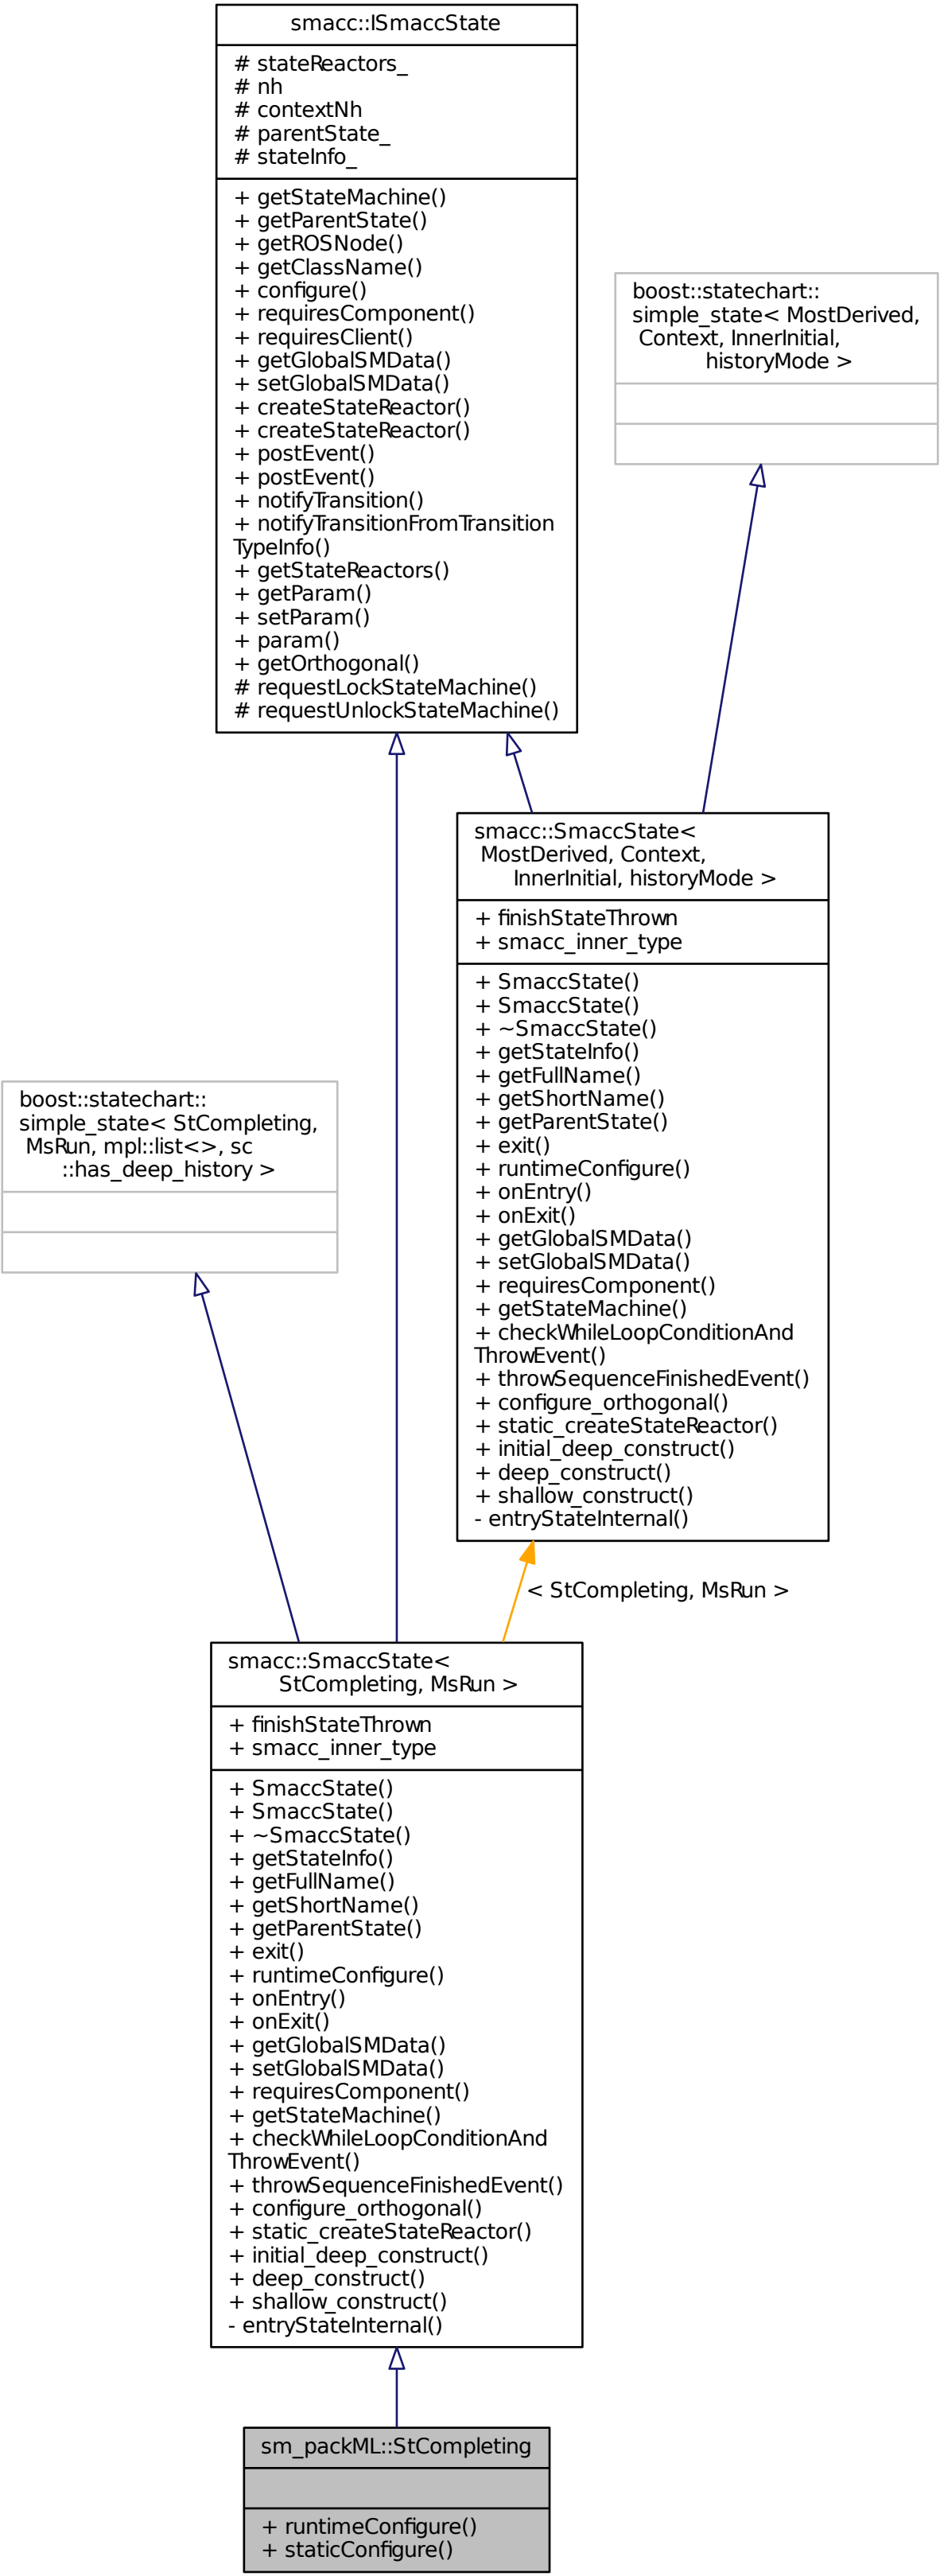 smacc::ISmaccState
# stateReactors_
# nh
# contextNh
# parentState_
# stateInfo_
+ getStateMachine()
+ getParentState()
+ getROSNode()
+ getClassName()
+ configure()
+ requiresComponent()
+ requiresClient()
+ getGlobalSMData()
+ setGlobalSMData()
+ createStateReactor()
+ createStateReactor()
+ postEvent()
+ postEvent()
+ notifyTransition()
+ notifyTransitionFromTransition
TypeInfo()
+ getStateReactors()
+ getParam()
+ setParam()
+ param()
+ getOrthogonal()
# requestLockStateMachine()
# requestUnlockStateMachine()
boost::statechart::
simple_state< MostDerived,
Context, InnerInitial,
historyMode >
smacc::SmaccState<
MostDerived, Context,
InnerInitial, historyMode >
+ finishStateThrown
+ smacc_inner_type
+ SmaccState()
+ SmaccState()
+ ~SmaccState()
+ getStateInfo()
+ getFullName()
+ getShortName()
+ getParentState()
+ exit()
+ runtimeConfigure()
+ onEntry()
+ onExit()
+ getGlobalSMData()
+ setGlobalSMData()
+ requiresComponent()
+ getStateMachine()
+ checkWhileLoopConditionAnd
ThrowEvent()
+ throwSequenceFinishedEvent()
+ configure_orthogonal()
+ static_createStateReactor()
+ initial_deep_construct()
+ deep_construct()
+ shallow_construct()
- entryStateInternal()
boost::statechart::
simple_state< StCompleting,
MsRun, mpl::list<>, sc
::has_deep_history >
< StCompleting, MsRun >
smacc::SmaccState<
StCompleting, MsRun >
+ finishStateThrown
+ smacc_inner_type
+ SmaccState()
+ SmaccState()
+ ~SmaccState()
+ getStateInfo()
+ getFullName()
+ getShortName()
+ getParentState()
+ exit()
+ runtimeConfigure()
+ onEntry()
+ onExit()
+ getGlobalSMData()
+ setGlobalSMData()
+ requiresComponent()
+ getStateMachine()
+ checkWhileLoopConditionAnd
ThrowEvent()
+ throwSequenceFinishedEvent()
+ configure_orthogonal()
+ static_createStateReactor()
+ initial_deep_construct()
+ deep_construct()
+ shallow_construct()
- entryStateInternal()
sm_packML::StCompleting
+ runtimeConfigure()
+ staticConfigure()